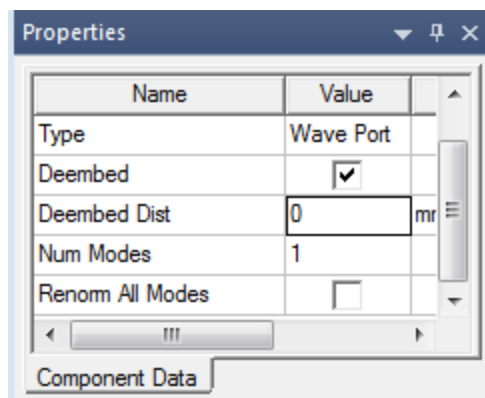 Properties
Name Value
Type Wave Port
Deembed
Deembed Dist 0
Num Modes 1
Renorm All Modes
Component Data